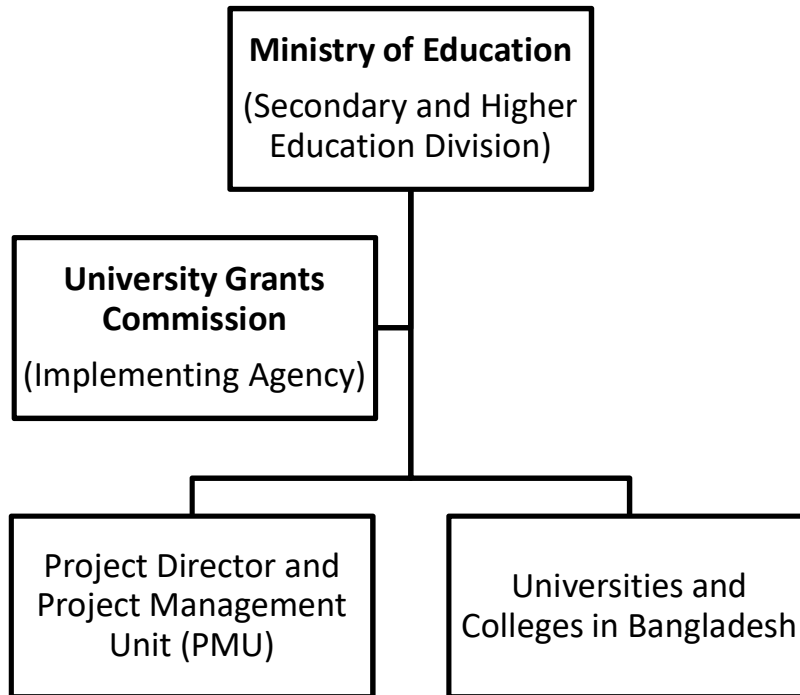 Ministry of Education
(Secondary and Higher
Education Division)
University Grants
Commission
(Implementing Agency)
Project Director and
Project Management
Unit (PMU)
Universities and
Colleges in Bangladesh